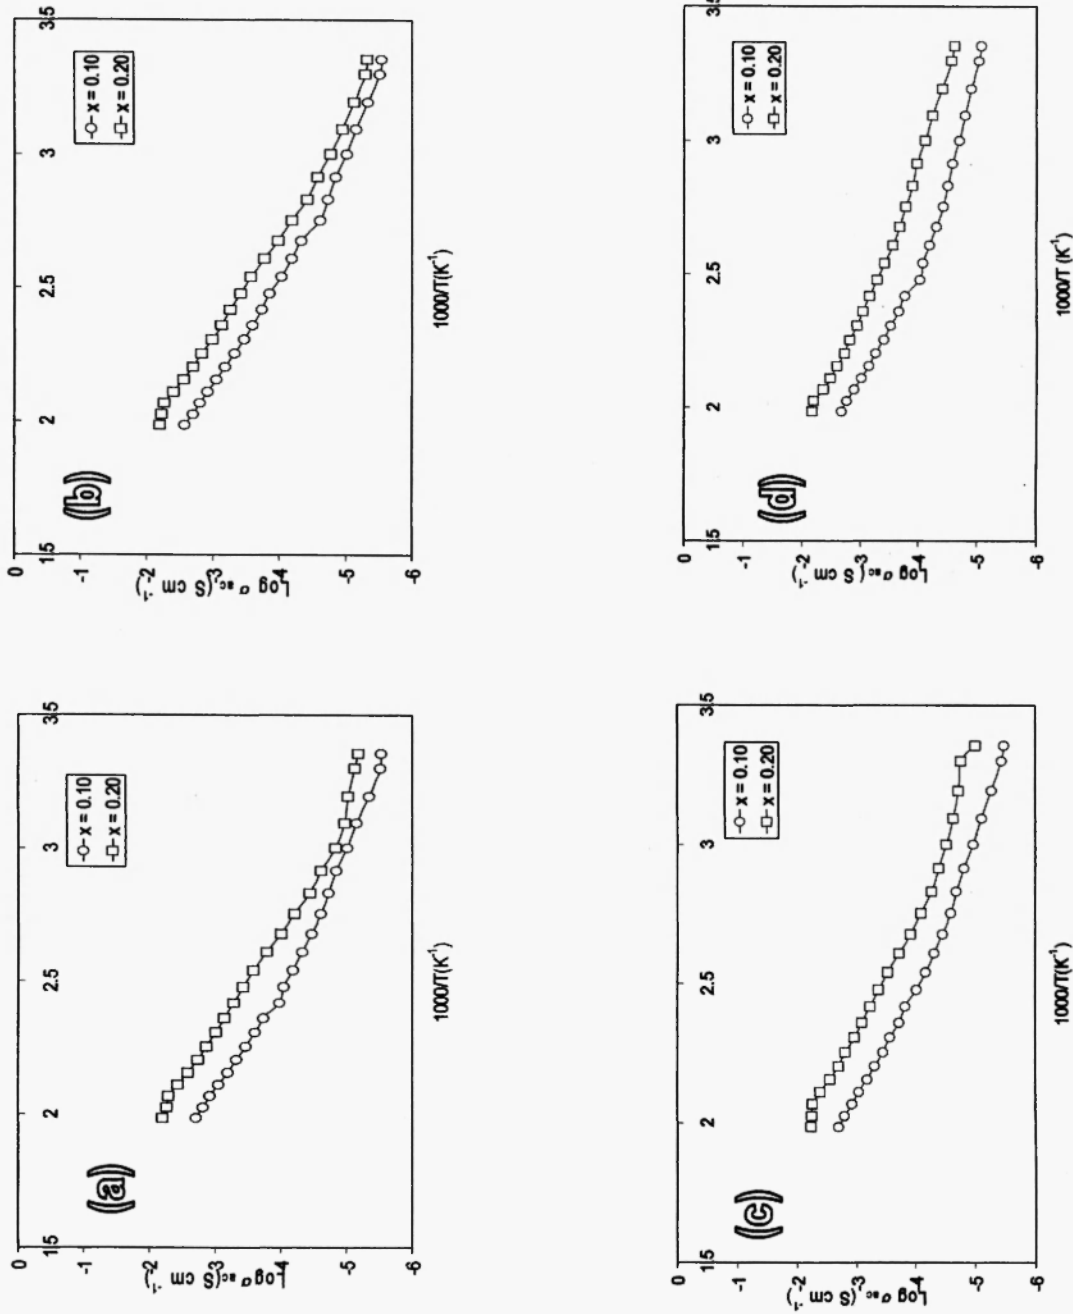 (a)
1.5 2 2.5 3 3.5
0
-1
-2
-3
-4
-5
-6
Log σ ac (S cm⁻¹)
x = 0.10
x = 0.20
1000/T(K⁻¹)
(b)
1.5 2 2.5 3 3.5
0
-1
-2
-3
-4
-5
-6
Log σ ac (S cm⁻¹)
x = 0.10
x = 0.20
1000/T(K⁻¹)
(c)
1.5 2 2.5 3 3.5
0
-1
-2
-3
-4
-5
-6
Log σ ac (S cm⁻¹)
x = 0.10
x = 0.20
1000/T(K⁻¹)
(d)
1.5 2 2.5 3 3.5
0
-1
-2
-3
-4
-5
-6
Log σ ac (S cm⁻¹)
x = 0.10
x = 0.20
1000/T (K⁻¹)